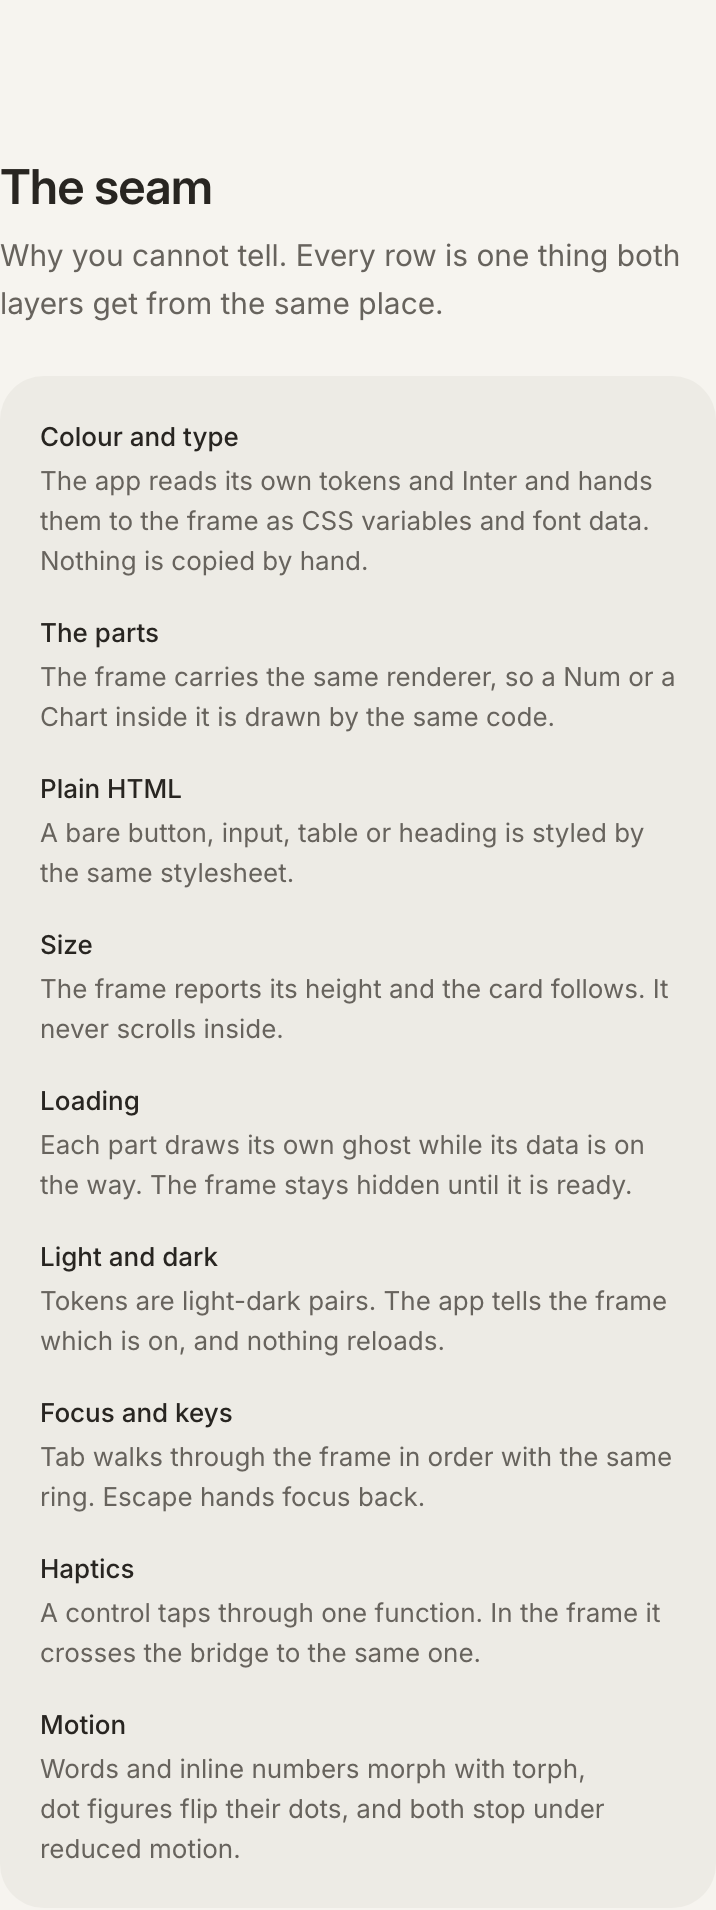 The seam
Why you cannot tell. Every row is one thing both
layers get from the same place.
Colour and type
The app reads its own tokens and Inter and hands
them to the frame as CSS variables and font data.
Nothing is copied by hand.
The parts
The frame carries the same renderer, so a Num or a
Chart inside it is drawn by the same code.
Plain HTML
A bare button, input, table or heading is styled by
the same stylesheet.
Size
The frame reports its height and the card follows. It
never scrolls inside.
Loading
Each part draws its own ghost while its data is on
the way. The frame stays hidden until it is ready.
Light and dark
Tokens are light-dark pairs. The app tells the frame
which is on, and nothing reloads.
Focus and keys
Tab walks through the frame in order with the same
ring. Escape hands focus back.
Haptics
A control taps through one function. In the frame it
crosses the bridge to the same one.
Motion
Words and inline numbers morph with torph,
dot figures flip their dots, and both stop under
reduced motion.